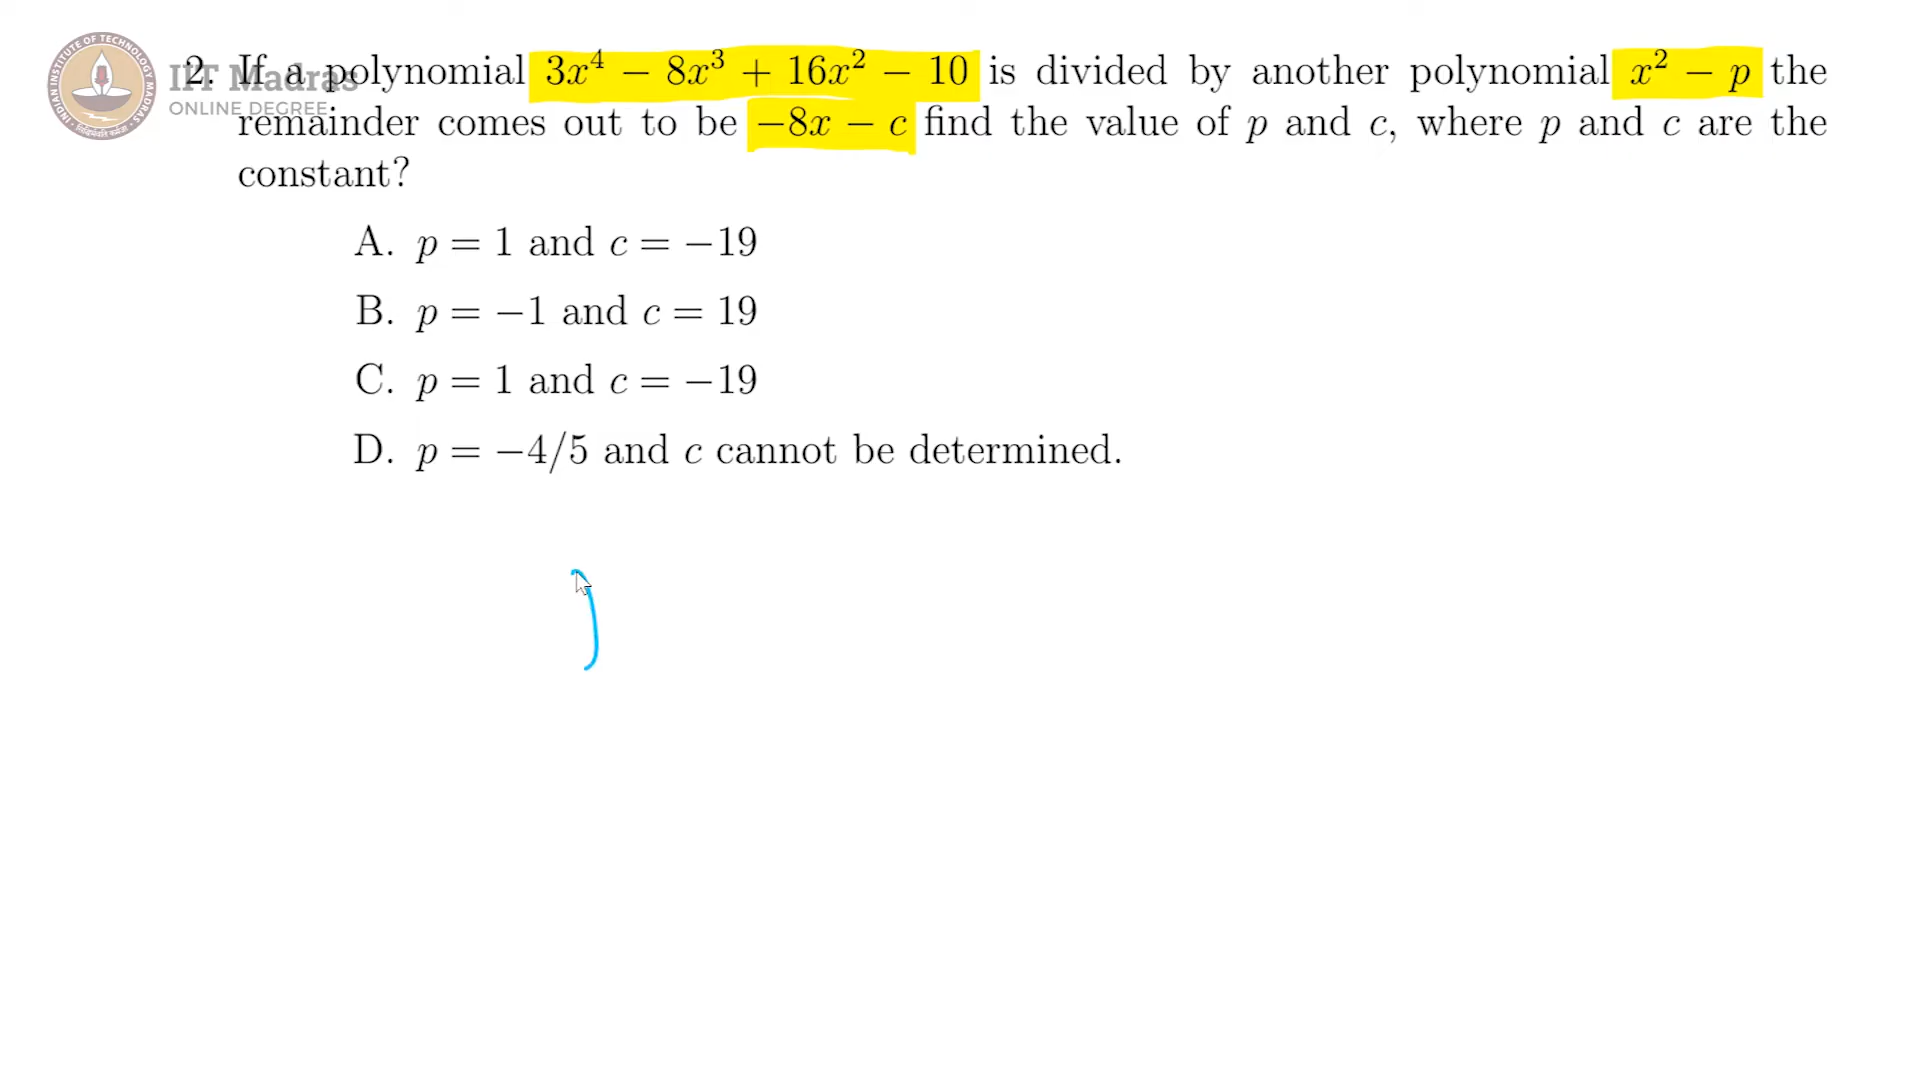 2. If a polynomial 3x⁴ − 8x³ + 16x² − 10 is divided by another polynomial x² − p the
IIT Madras
ONLINE DEGREE
remainder comes out to be −8x − c find the value of p and c, where p and c are the
constant?
A. p = 1 and c = −19
B. p = −1 and c = 19
C. p = 1 and c = −19
D. p = −4/5 and c cannot be determined.